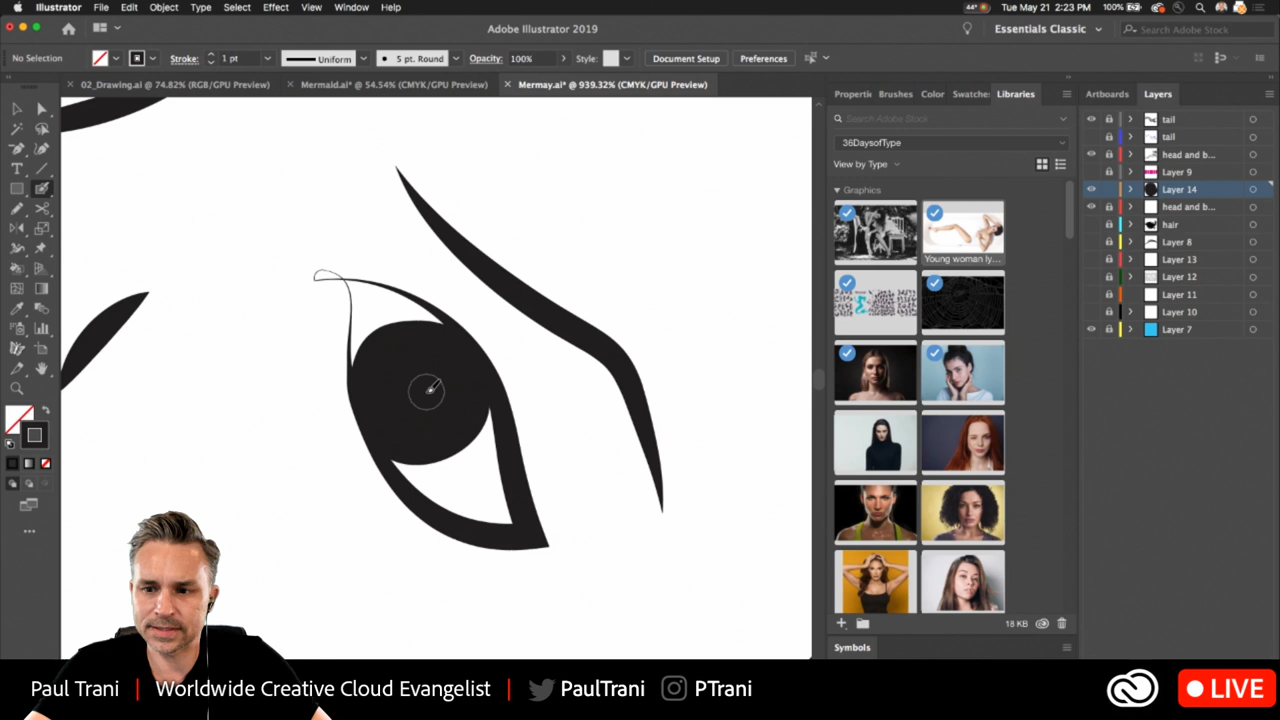 Illustrator File Edit Object Type Select Effect View Window Help
44° 100% Tue May 21 2:23 PM
Adobe Illustrator 2019
Essentials Classic
Search Adobe Stock
No Selection Stroke: 1 pt Uniform 5 pt. Round Opacity: 100% Style: Document Setup Preferences
02_Drawing.ai @ 74.82% (RGB/GPU Preview)
Mermaid.ai* @ 54.54% (CMYK/GPU Preview)
Mermay.ai* @ 939.32% (CMYK/GPU Preview)
Properti Brushes Color Swatche: Libraries
Search Adobe Stock
36DaysofType
View by Type
Graphics
Young woman ly...
18 KB
Symbols
Artboards Layers
tail
tail
head and b...
Layer 9
Layer 14
head and b...
hair
Layer 8
Layer 13
Layer 12
Layer 11
Layer 10
Layer 7
Paul Trani | Worldwide Creative Cloud Evangelist | PaulTrani PTrani
LIVE